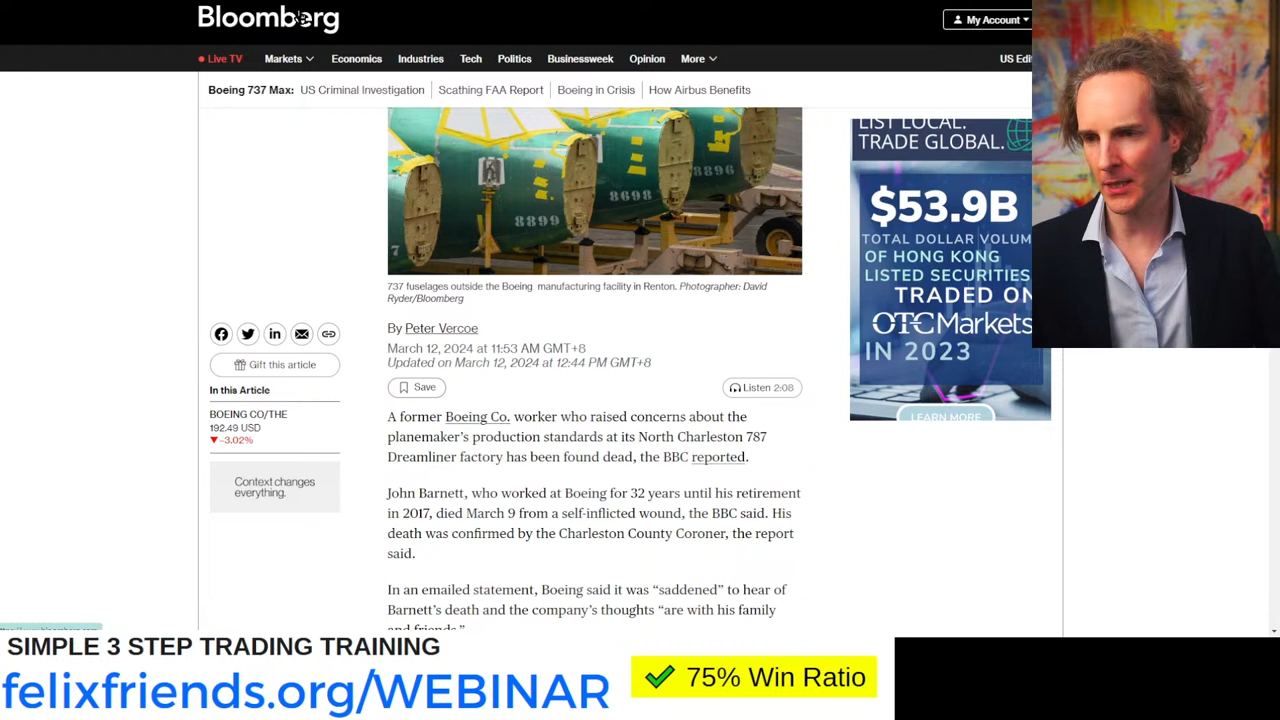 Bloomberg
My Account
Live TV
Markets
Economics
Industries
Tech
Politics
Businessweek
Opinion
More
US
Boeing 737 Max:
US Criminal Investigation
Scathing FAA Report
Boeing in Crisis
How Airbus Benefits
8899
8698
8896
737 fuselages outside the Boeing manufacturing facility in Renton. Photographer: David
Ryder/Bloomberg
By Peter Vercoe
March 12, 2024 at 11:53 AM GMT+8
Updated on March 12, 2024 at 12:44 PM GMT+8
Save
Listen 2:08
Gift this article
In this Article
BOEING CO/THE
192.49 USD
▼-3.02%
Context changes
everything.
A former Boeing Co. worker who raised concerns about the
planemaker's production standards at its North Charleston 787
Dreamliner factory has been found dead, the BBC reported.
John Barnett, who worked at Boeing for 32 years until his retirement
in 2017, died March 9 from a self-inflicted wound, the BBC said. His
death was confirmed by the Charleston County Coroner, the report
said.
In an emailed statement, Boeing said it was “saddened” to hear of
Barnett's death and the company's thoughts “are with his family
and friends.”
LIST LOCAL.
TRADE GLOBAL.
$53.9B
TOTAL DOLLAR VOLUM
OF HONG KONG
LISTED SECURITIES
TRADED ON
OTC Markets
IN 2023
LEARN MORE
SIMPLE 3 STEP TRADING TRAINING
felixfriends.org/WEBINAR
75% Win Ratio